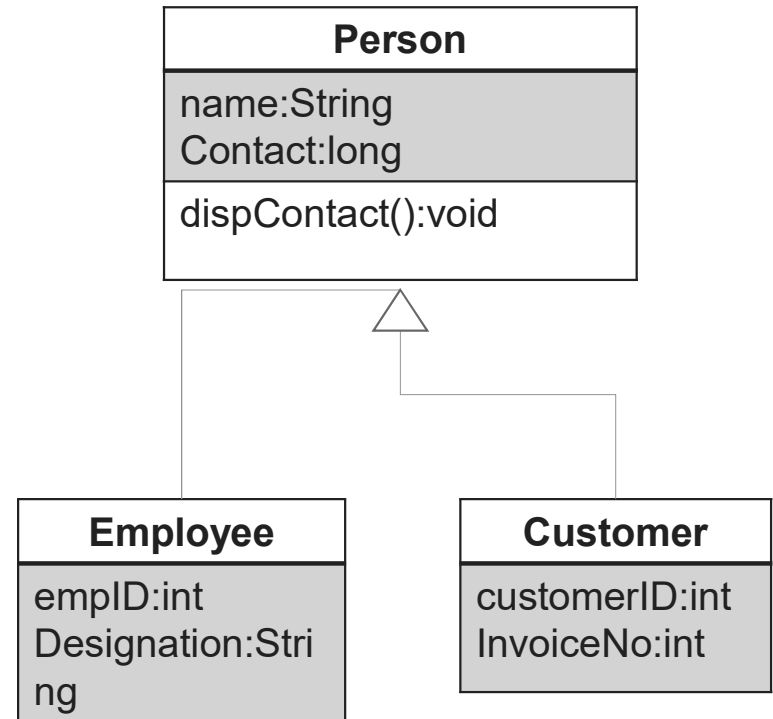 Person
name:String
Contact:long
dispContact():void
Employee
empID:int
Designation:Stri
ng
Customer
customerID:int
InvoiceNo:int